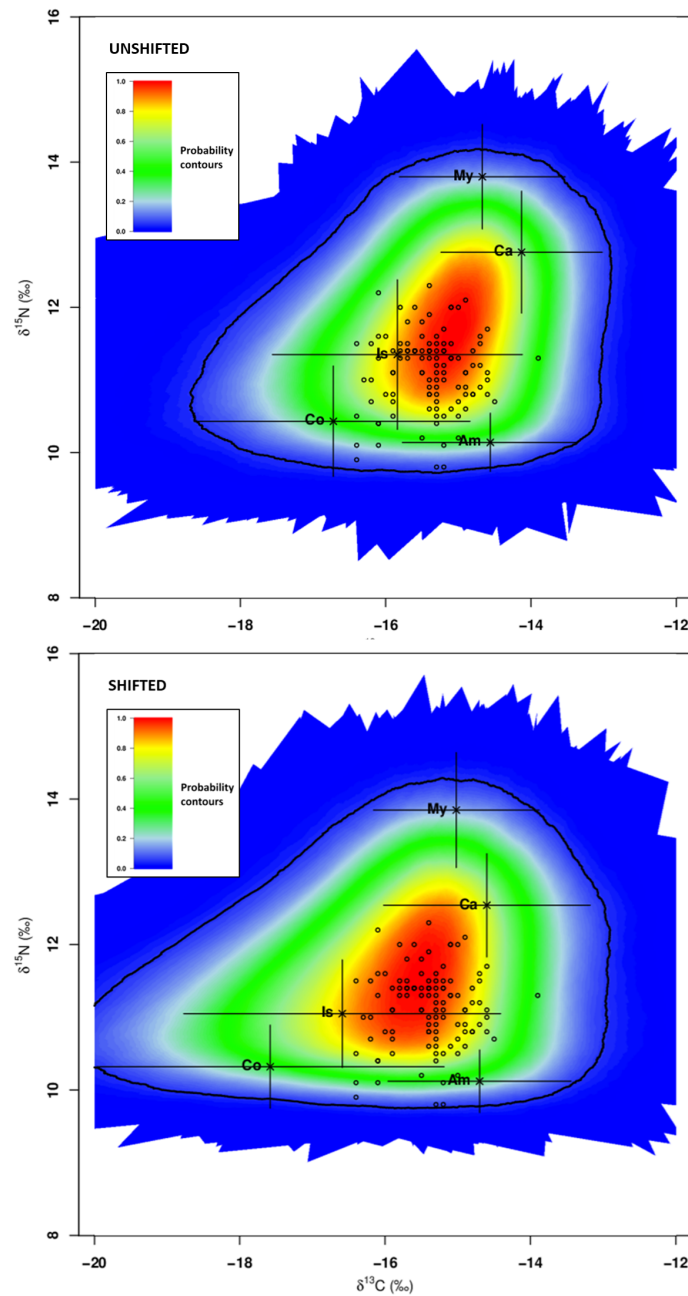 UNSHIFTED
1.0
0.8
0.6
0.4
0.2
0.0
Probability
contours
16
14
12
10
8
δ15N (‰)
My
Ca
Is
Co
Am
−20
−18
−16
−14
−12
SHIFTED
1.0
0.8
0.6
0.4
0.2
0.0
Probability
contours
16
14
12
10
8
δ15N (‰)
My
Ca
Is
Co
Am
−20
−18
−16
−14
−12
δ13C (‰)